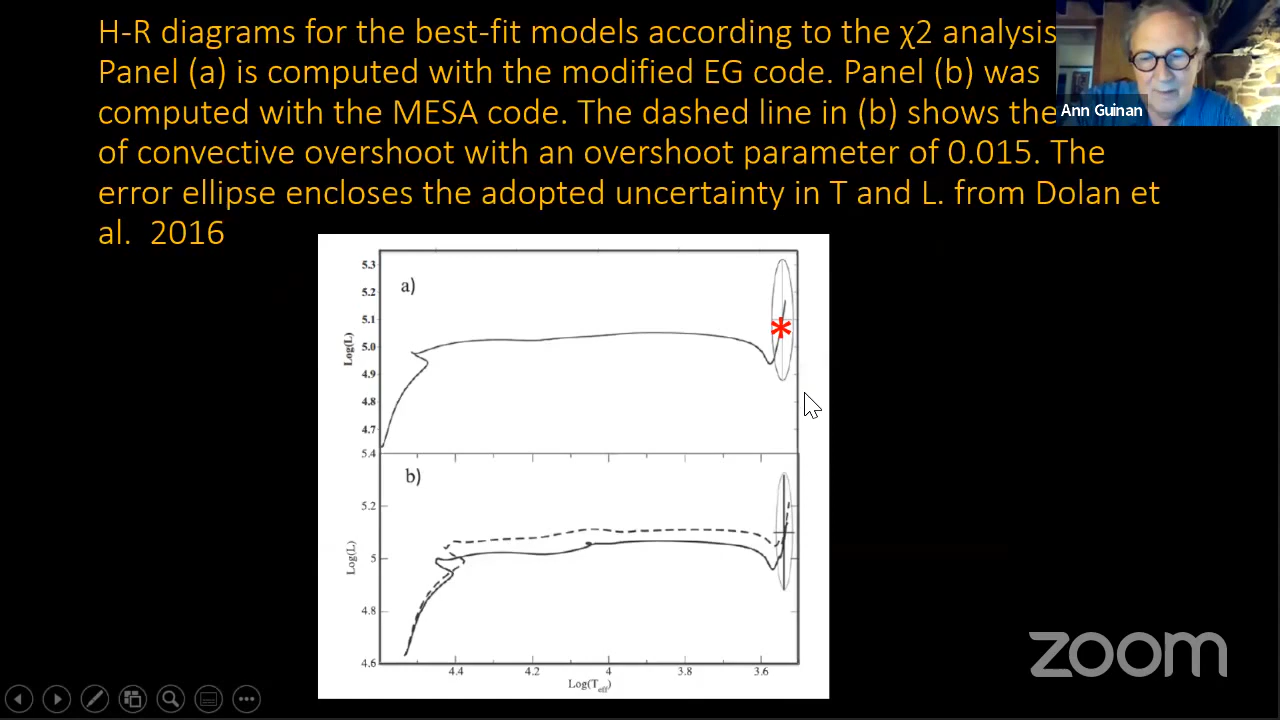 H-R diagrams for the best-fit models according to the χ2 analysis
Panel (a) is computed with the modified EG code. Panel (b) was
computed with the MESA code. The dashed line in (b) shows the
of convective overshoot with an overshoot parameter of 0.015. The
error ellipse encloses the adopted uncertainty in T and L. from Dolan et
al.  2016
Ann Guinan
a)
5.3
5.2
5.1
5.0
4.9
4.8
4.7
Log(L)
*
b)
5.4
5.2
5
4.8
4.6
Log(L)
4.4 4.2 4 3.8 3.6
Log(Teff)
zoom